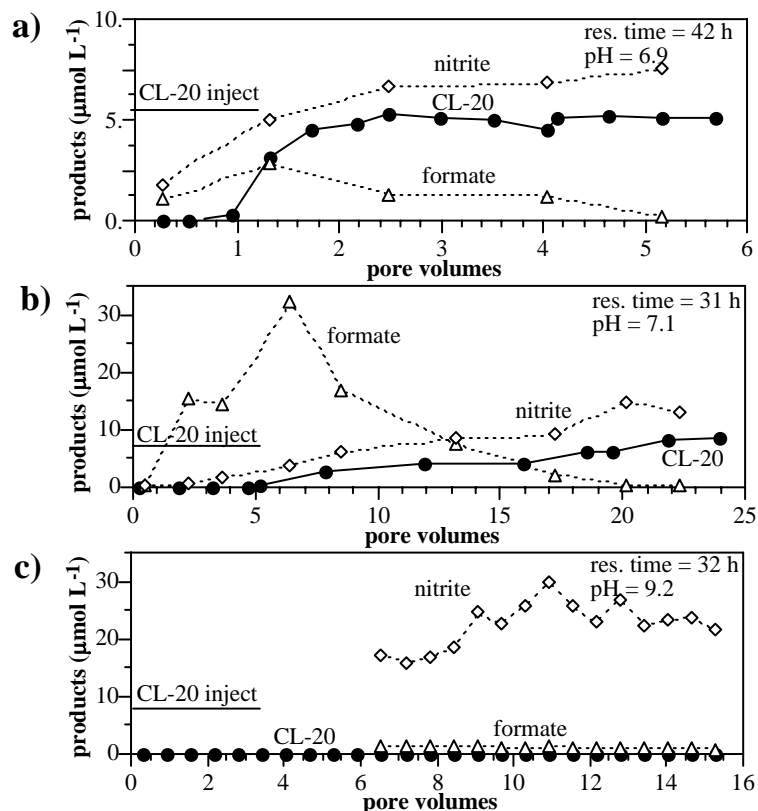 a)
products (µmol L-1)
10.
5.
0.
res. time = 42 h
pH = 6.9
nitrite
CL-20 inject
CL-20
formate
0 1 2 3 4 5 6
pore volumes
b)
products (µmol L-1)
30
20
10
0
res. time = 31 h
pH = 7.1
formate
nitrite
CL-20 inject
CL-20
0 5 10 15 20 25
pore volumes
c)
products (µmol L-1)
30
20
10
0
res. time = 32 h
pH = 9.2
nitrite
CL-20 inject
CL-20
formate
0 2 4 6 8 10 12 14 16
pore volumes